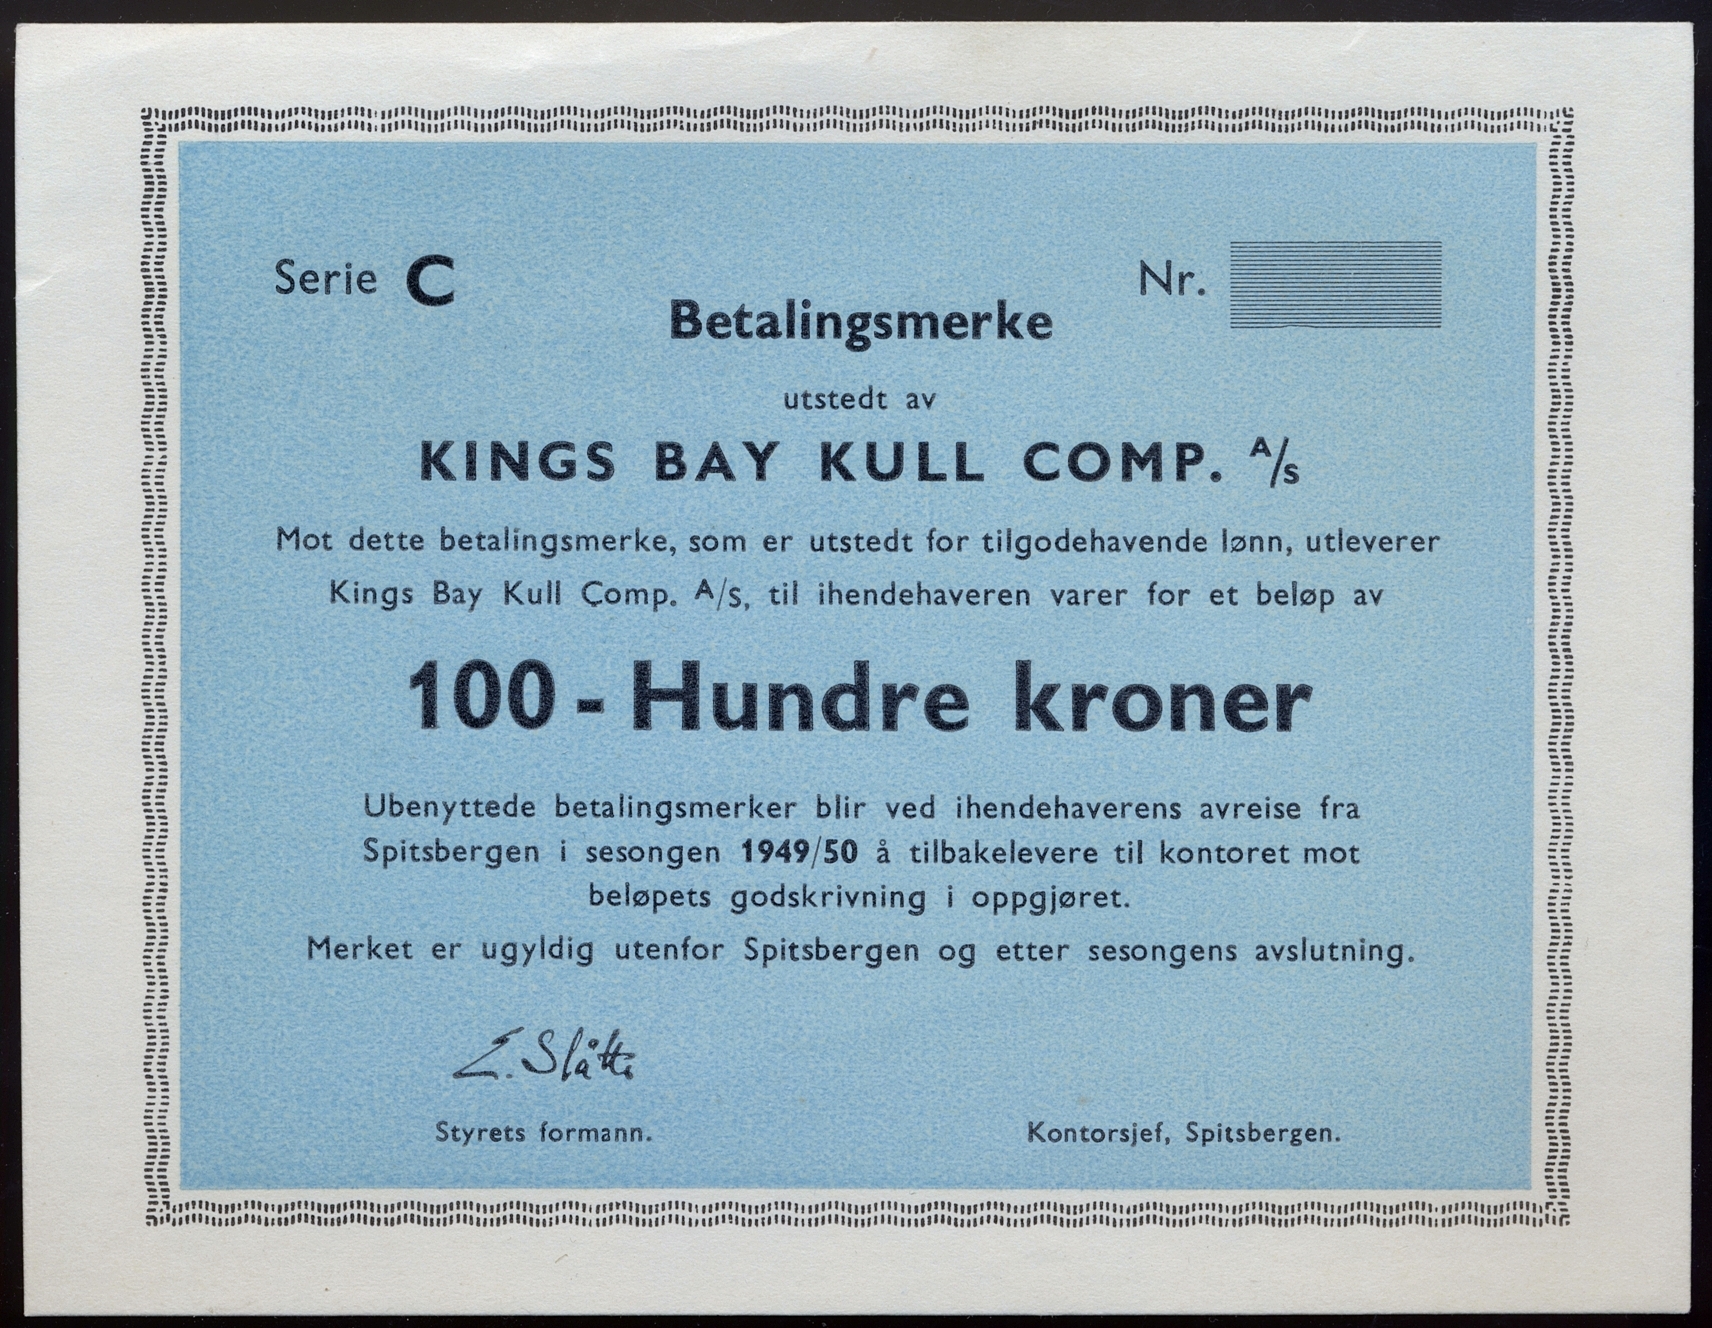 Serie C
Nr.
Betalingsmerke
utstedt av
KINGS BAY KULL COMP. A/S
Mot dette betalingsmerke, som er utstedt for tilgodehavende lønn, utleverer
Kings Bay Kull Comp. A/S, til ihendehaveren varer for et beløp av
100 - Hundre kroner
Ubenyttede betalingsmerker blir ved ihendehaverens avreise fra
Spitsbergen i sesongen 1949/50 å tilbakelevere til kontoret mot
beløpets godskrivning i oppgjøret.
Merket er ugyldig utenfor Spitsbergen og etter sesongens avslutning.
E. Slåtto
Styrets formann.
Kontorsjef, Spitsbergen.